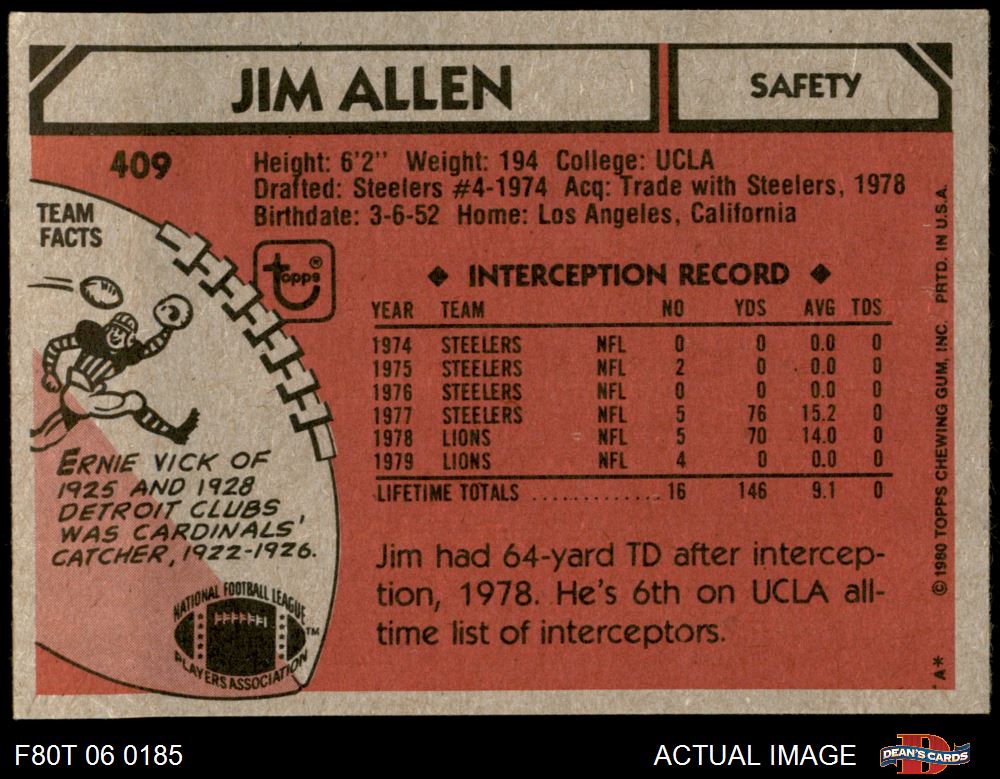 JIM ALLEN
SAFETY
409
Height: 6'2" Weight: 194 College: UCLA
Drafted: Steelers #4-1974 Acq: Trade with Steelers, 1978
Birthdate: 3-6-52 Home: Los Angeles, California
TEAM
FACTS
topps®
◆ INTERCEPTION RECORD ◆
YEAR TEAM NO YDS AVG TDS
1974 STEELERS NFL 0 0 0.0 0
1975 STEELERS NFL 2 0 0.0 0
1976 STEELERS NFL 0 0 0.0 0
1977 STEELERS NFL 5 76 15.2 0
1978 LIONS NFL 5 70 14.0 0
1979 LIONS NFL 4 0 0.0 0
LIFETIME TOTALS ............. 16 146 9.1 0
ERNIE VICK OF
1925 AND 1928
DETROIT CLUBS,
WAS CARDINALS'
CATCHER, 1922-1926.
NATIONAL FOOTBALL LEAGUE
PLAYERS ASSOCIATION
TM
Jim had 64-yard TD after intercep-
tion, 1978. He's 6th on UCLA all-
time list of interceptors.
© 1980 TOPPS CHEWING GUM, INC. PRTD. IN U.S.A.
A*
F80T 06 0185
ACTUAL IMAGE
DEAN'S CARDS